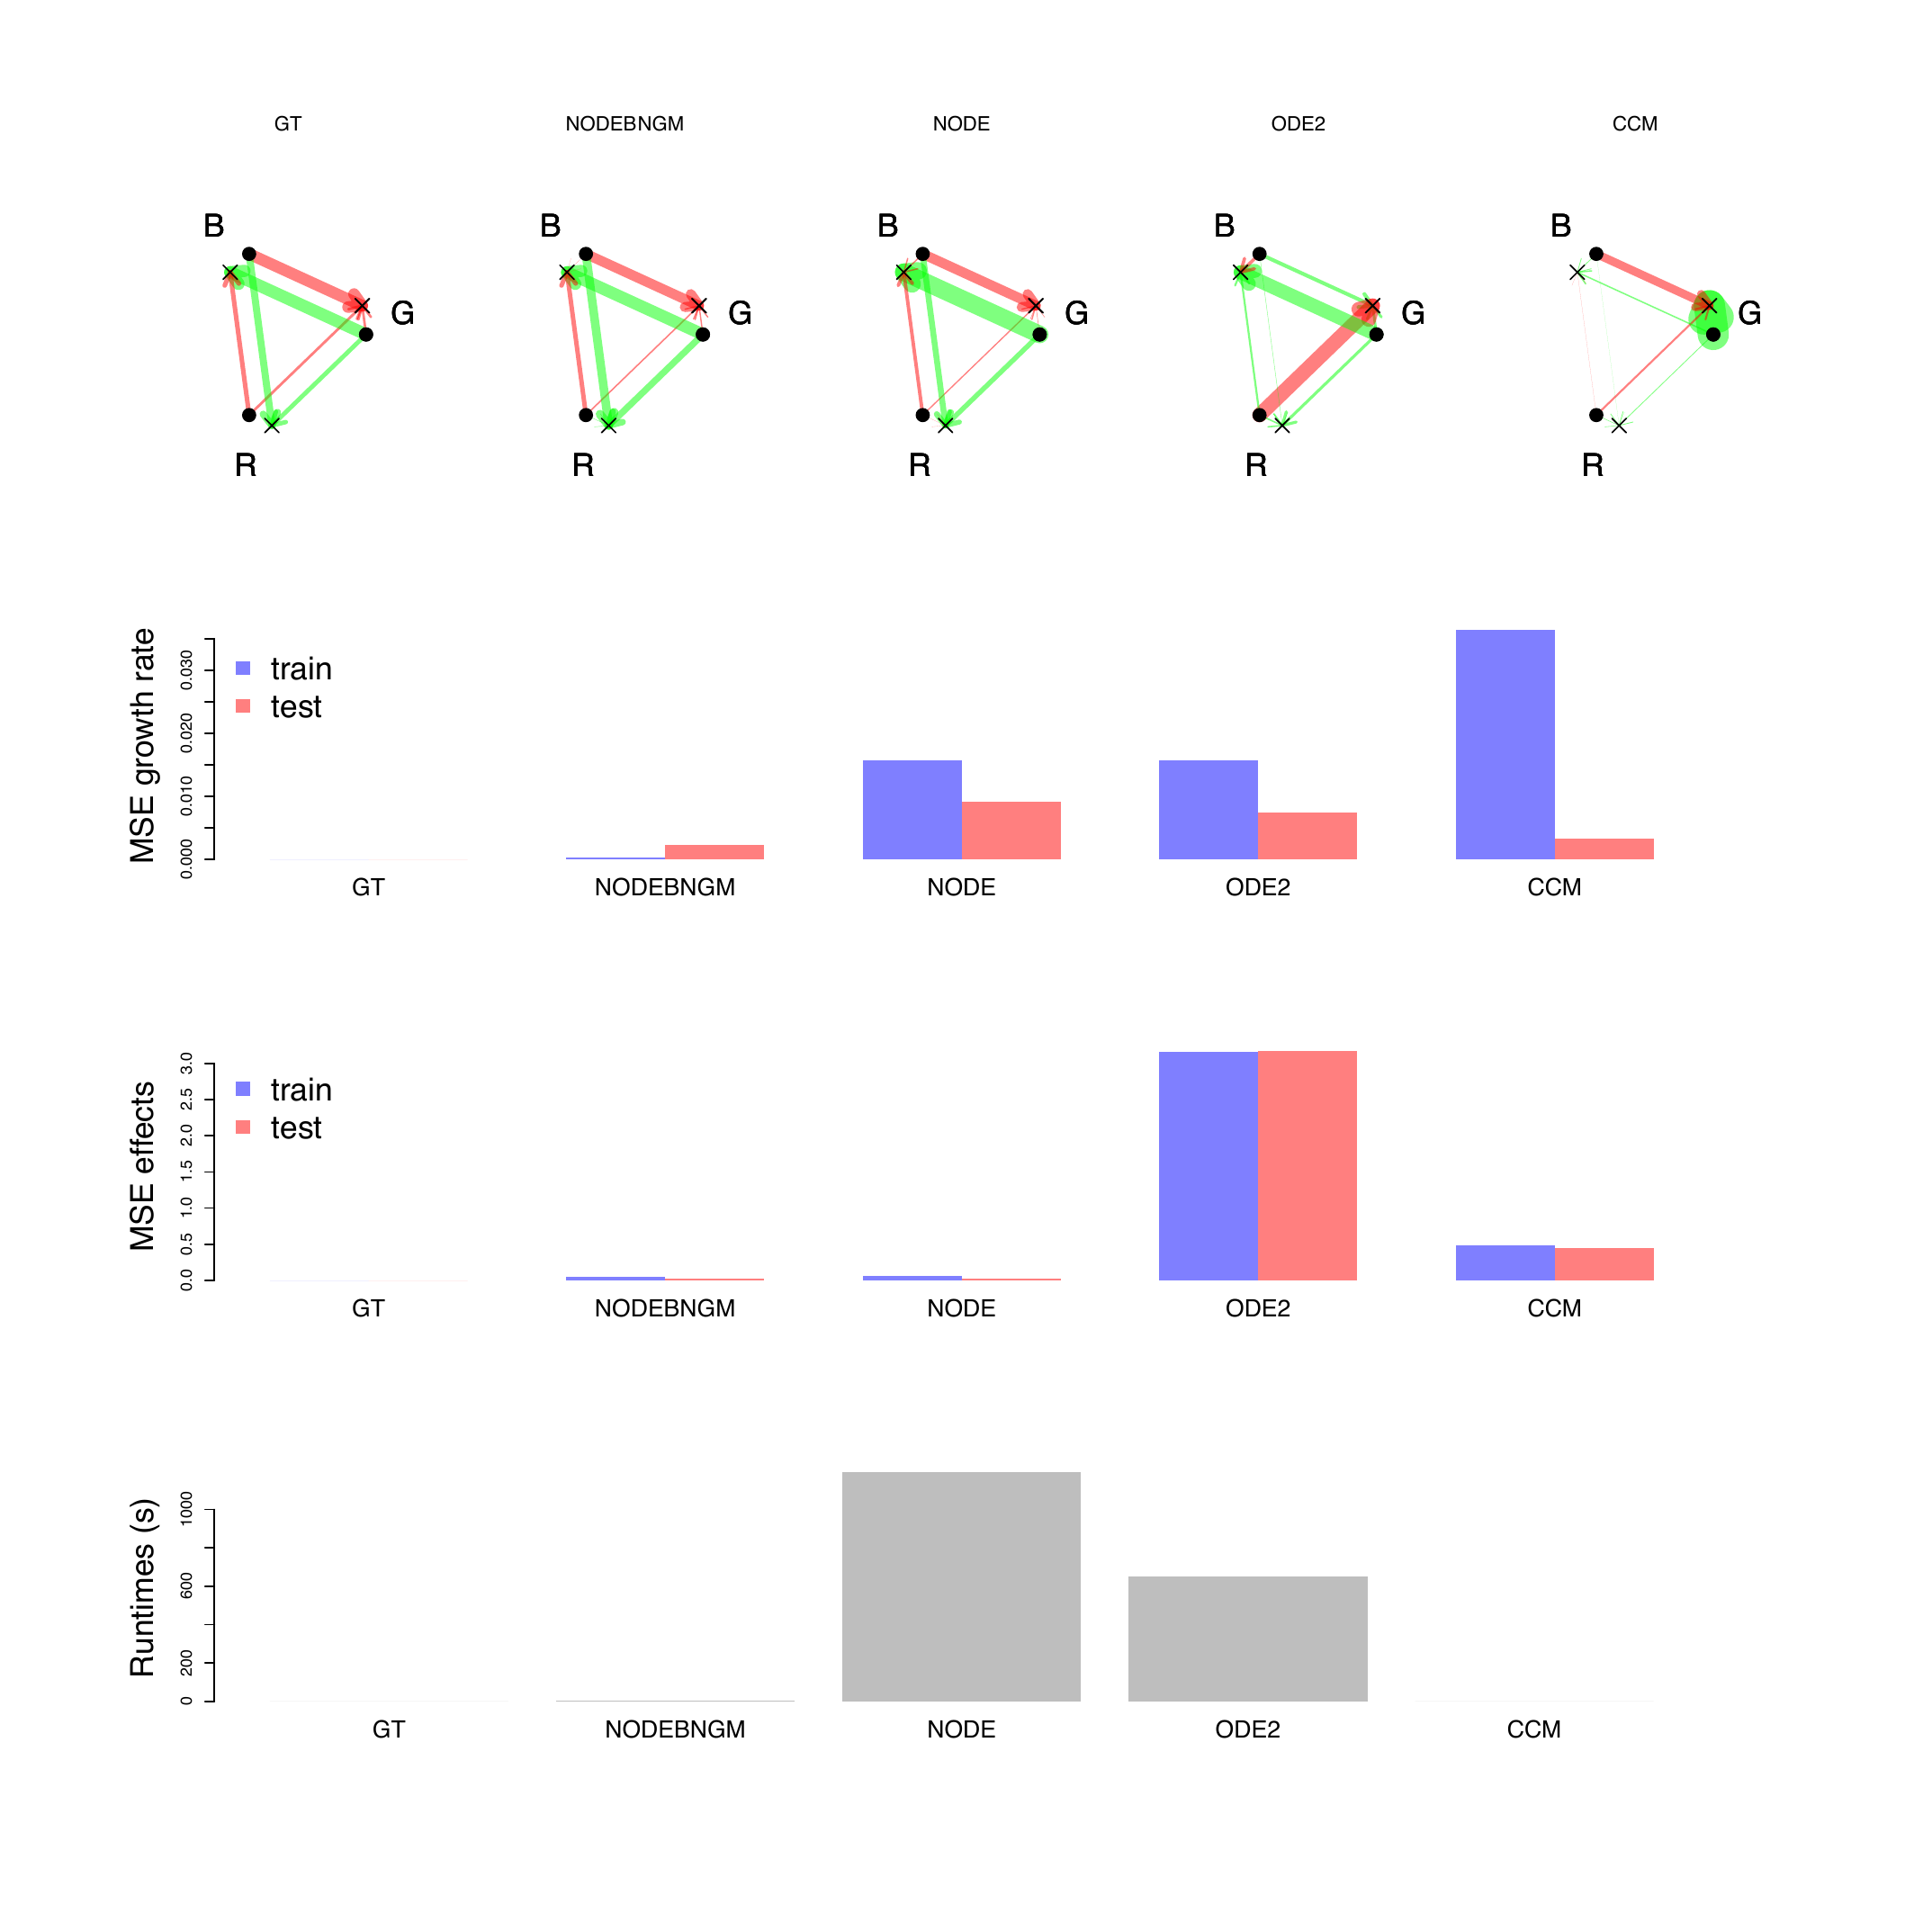 GT NODEBNGM NODE ODE2 CCM
B B B B B
G G G G G
R R R R R
MSE growth rate
0.000 0.010 0.020 0.030
train
test
GT NODEBNGM NODE ODE2 CCM
MSE effects
0.0 0.5 1.0 1.5 2.0 2.5 3.0
train
test
GT NODEBNGM NODE ODE2 CCM
Runtimes (s)
0 200 600 1000
GT NODEBNGM NODE ODE2 CCM